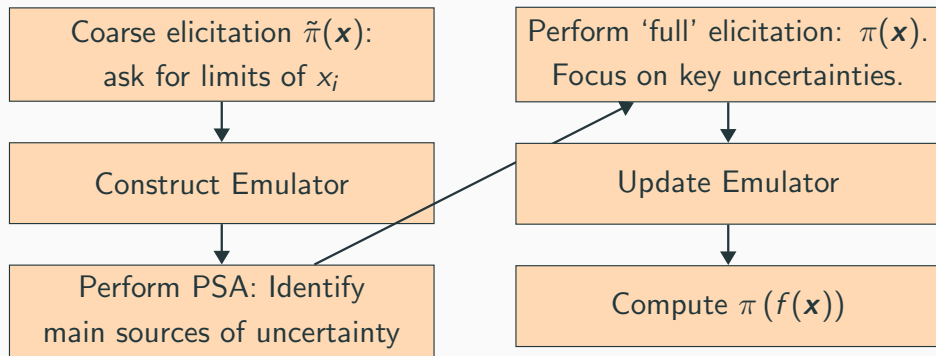 Coarse elicitation π̃(x):
ask for limits of xᵢ
Construct Emulator
Perform PSA: Identify
main sources of uncertainty
Perform ‘full’ elicitation: π(x).
Focus on key uncertainties.
Update Emulator
Compute π (f(x))